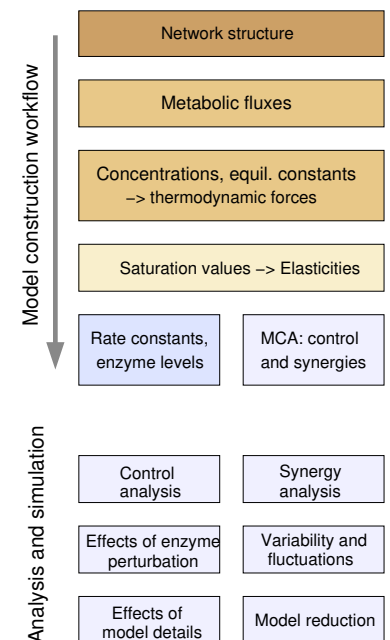 Model construction workflow
Network structure
Metabolic fluxes
Concentrations, equil. constants
−> thermodynamic forces
Saturation values −> Elasticities
Rate constants,
enzyme levels
MCA: control
and synergies
Analysis and simulation
Control
analysis
Synergy
analysis
Effects of enzyme
perturbation
Variability and
fluctuations
Effects of
model details
Model reduction